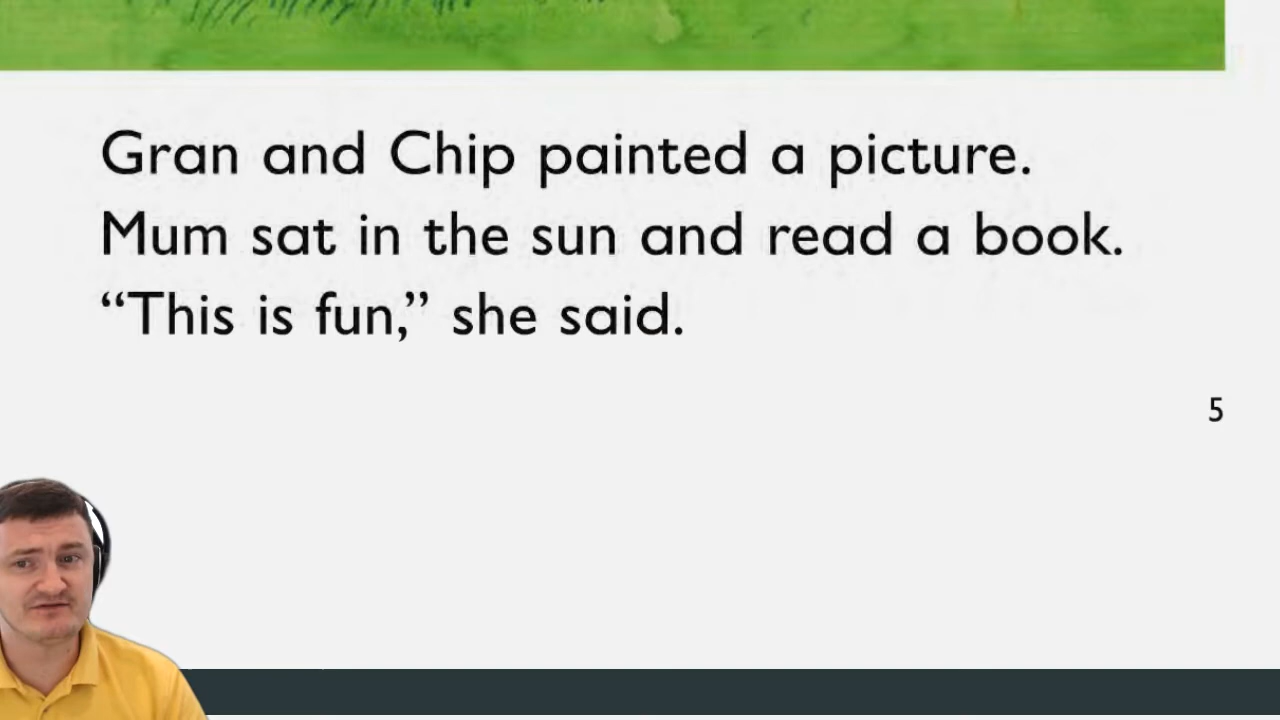 Gran and Chip painted a picture.
Mum sat in the sun and read a book.
“This is fun,” she said.
5